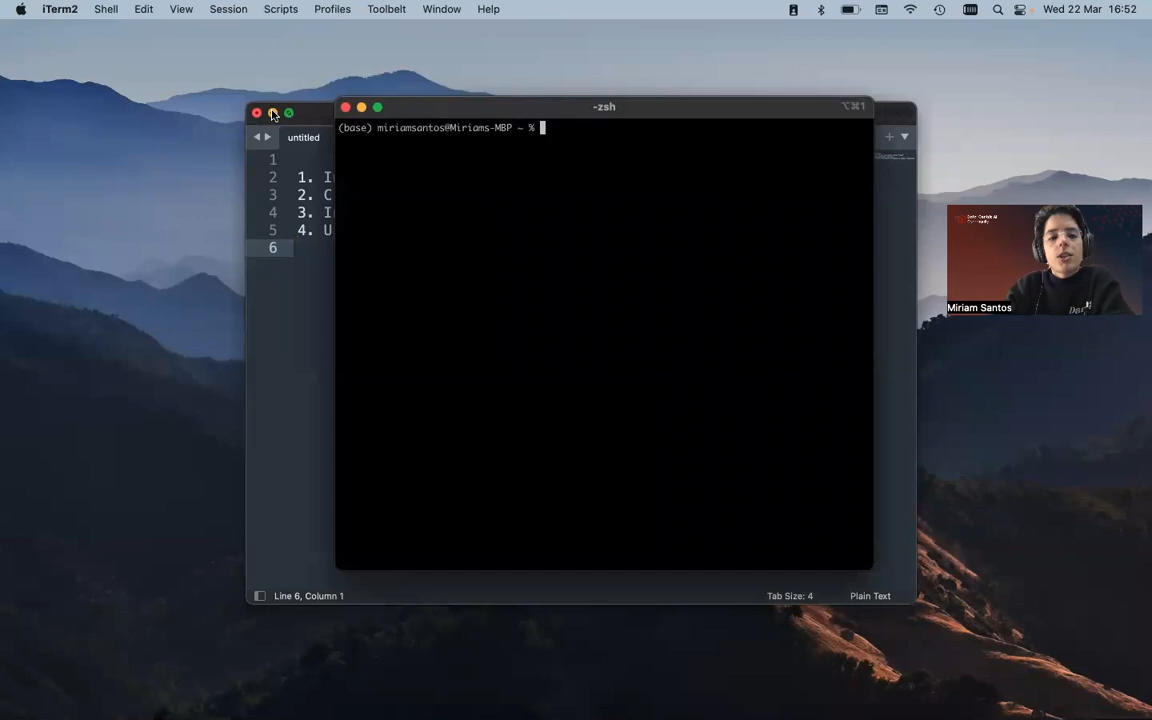 iTerm2 Shell Edit View Session Scripts Profiles Toolbelt Window Help Wed 22 Mar 16:52
-zsh ⌥⌘1
(base) miriamsantos@Miriams-MBP ~ %
untitled
1
2 1. I
3 2. C
4 3. I
5 4. U
6
Community
Miriam Santos
Line 6, Column 1 Tab Size: 4 Plain Text